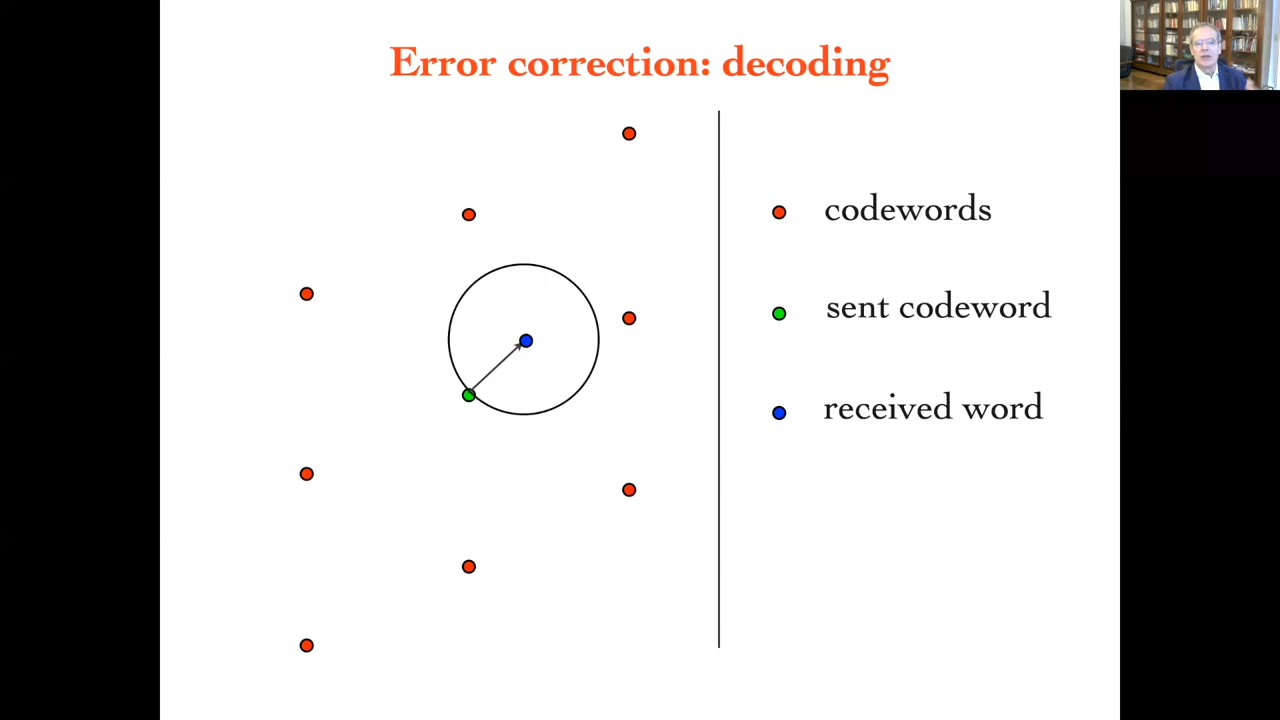 Error correction: decoding
codewords
sent codeword
received word